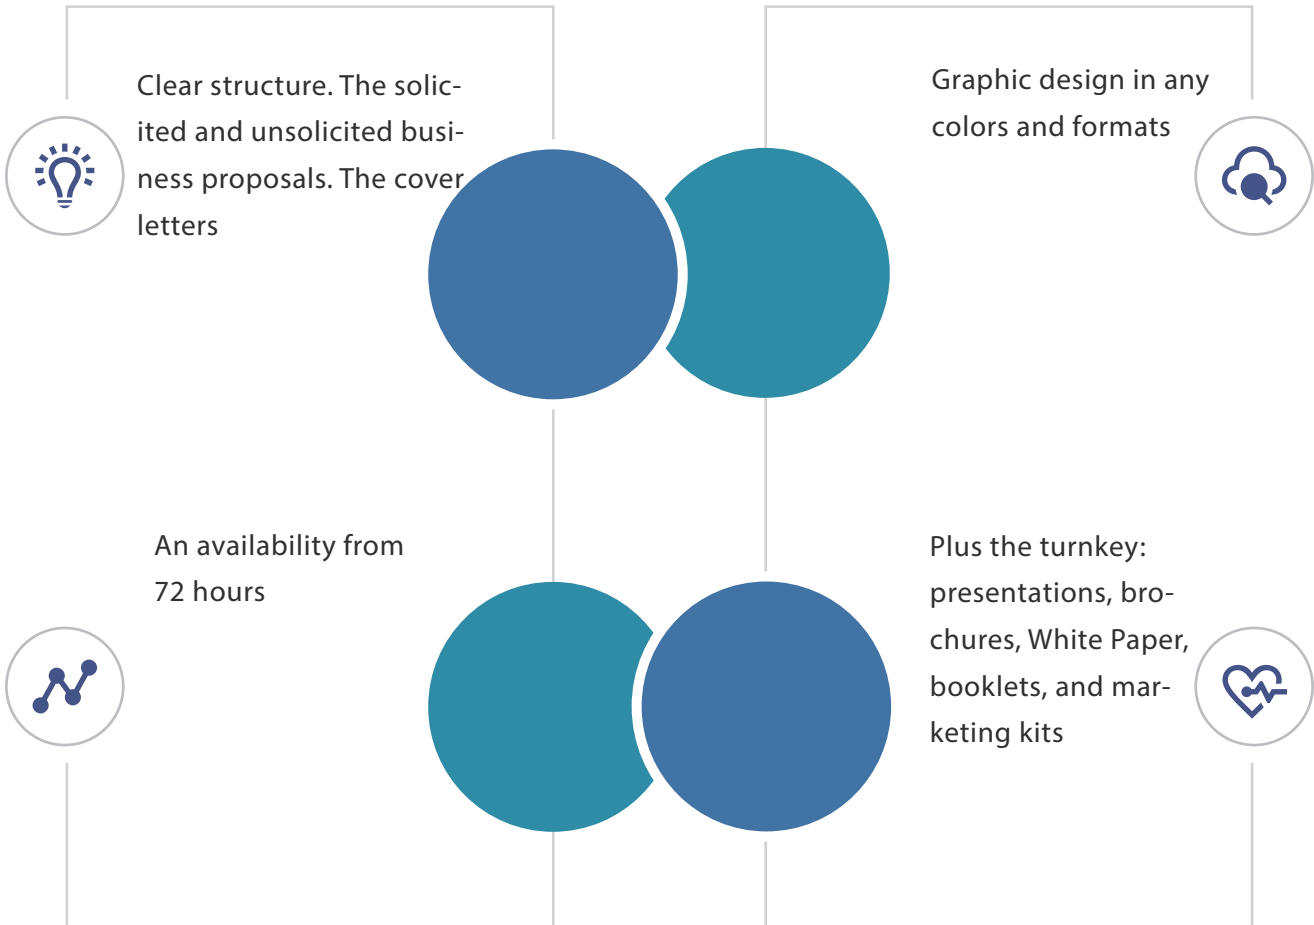 Clear structure. The solic-
ited and unsolicited busi-
ness proposals. The cover
letters
Graphic design in any
colors and formats
An availability from
72 hours
Plus the turnkey:
presentations, bro-
chures, White Paper,
booklets, and mar-
keting kits